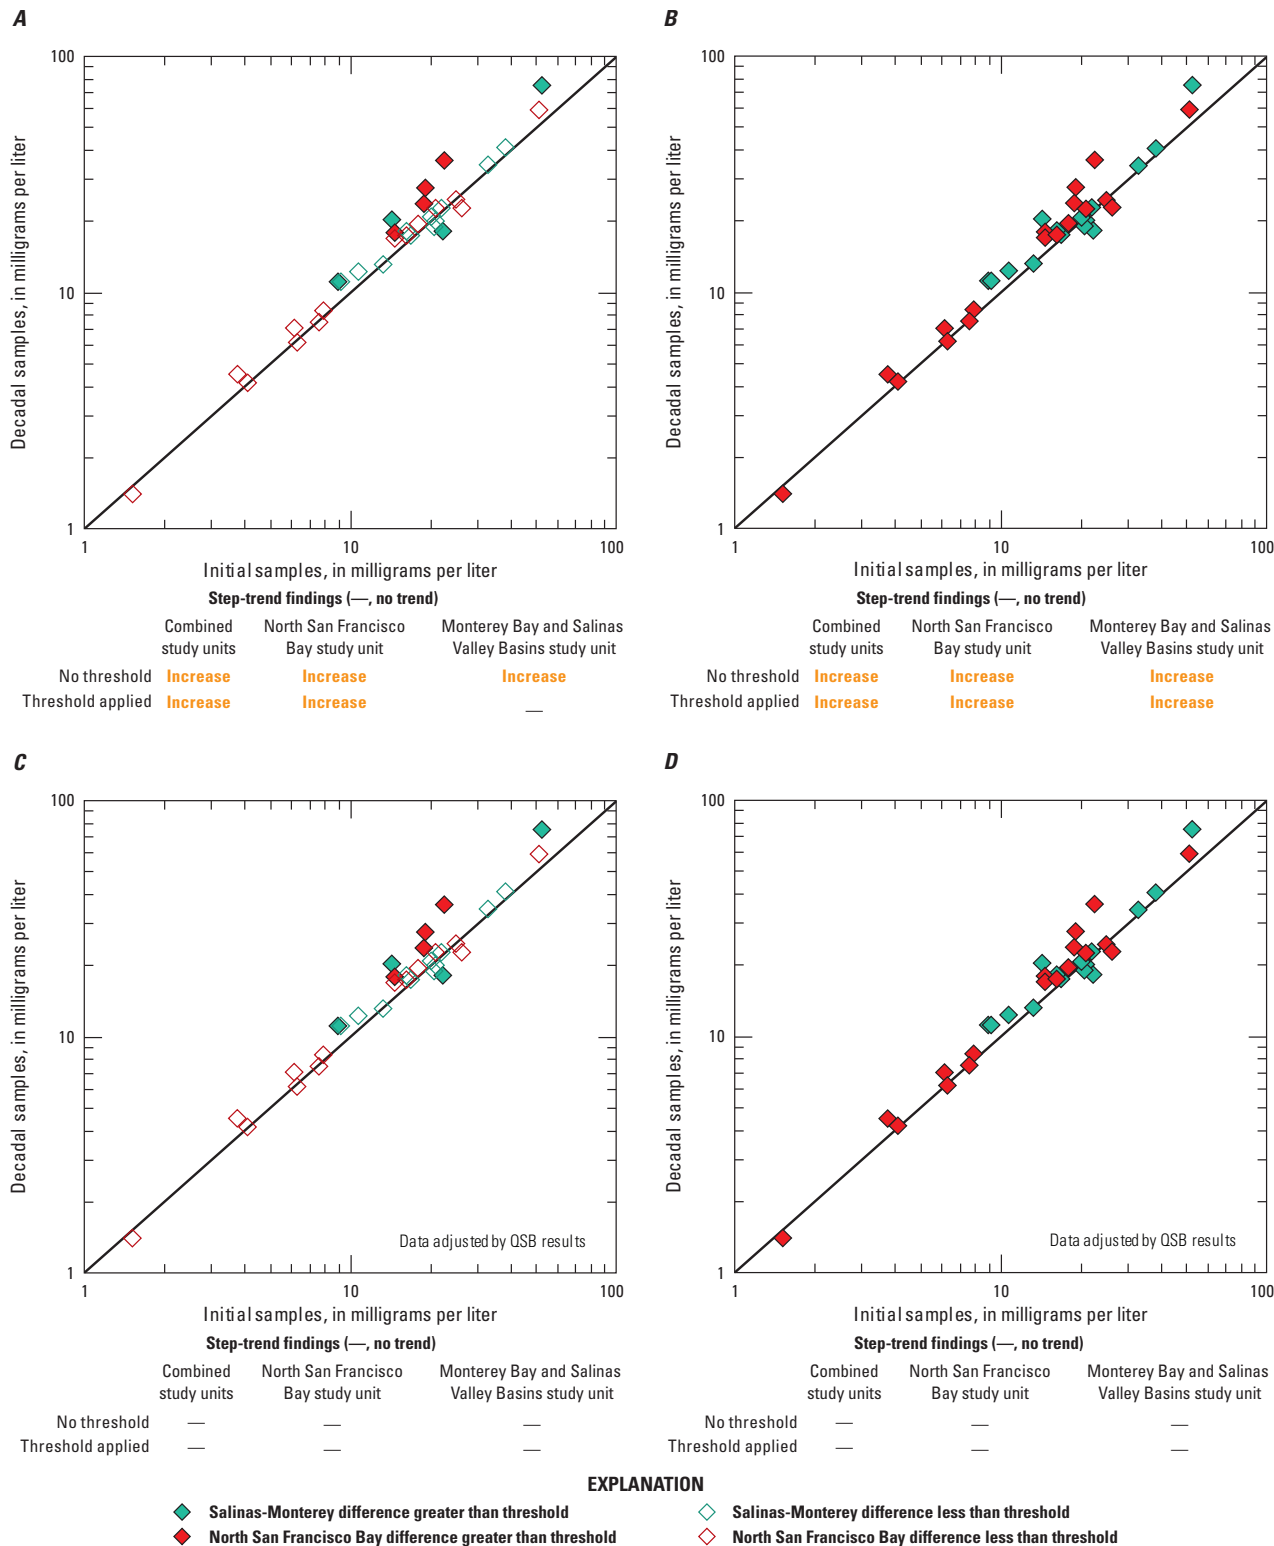 A
B
100
10
1
Decadal samples, in milligrams per liter
1 10 100
Initial samples, in milligrams per liter
Step-trend findings (—, no trend)
Combined study units
North San Francisco Bay study unit
Monterey Bay and Salinas Valley Basins study unit
No threshold Increase Increase Increase
Threshold applied Increase Increase —
100
10
1
Decadal samples, in milligrams per liter
1 10 100
Initial samples, in milligrams per liter
Step-trend findings (—, no trend)
Combined study units
North San Francisco Bay study unit
Monterey Bay and Salinas Valley Basins study unit
No threshold Increase Increase Increase
Threshold applied Increase Increase Increase
C
D
100
10
1
Decadal samples, in milligrams per liter
Data adjusted by QSB results
1 10 100
Initial samples, in milligrams per liter
Step-trend findings (—, no trend)
Combined study units
North San Francisco Bay study unit
Monterey Bay and Salinas Valley Basins study unit
No threshold — — —
Threshold applied — — —
100
10
1
Decadal samples, in milligrams per liter
Data adjusted by QSB results
1 10 100
Initial samples, in milligrams per liter
Step-trend findings (—, no trend)
Combined study units
North San Francisco Bay study unit
Monterey Bay and Salinas Valley Basins study unit
No threshold — — —
Threshold applied — — —
EXPLANATION
Salinas-Monterey difference greater than threshold
North San Francisco Bay difference greater than threshold
Salinas-Monterey difference less than threshold
North San Francisco Bay difference less than threshold